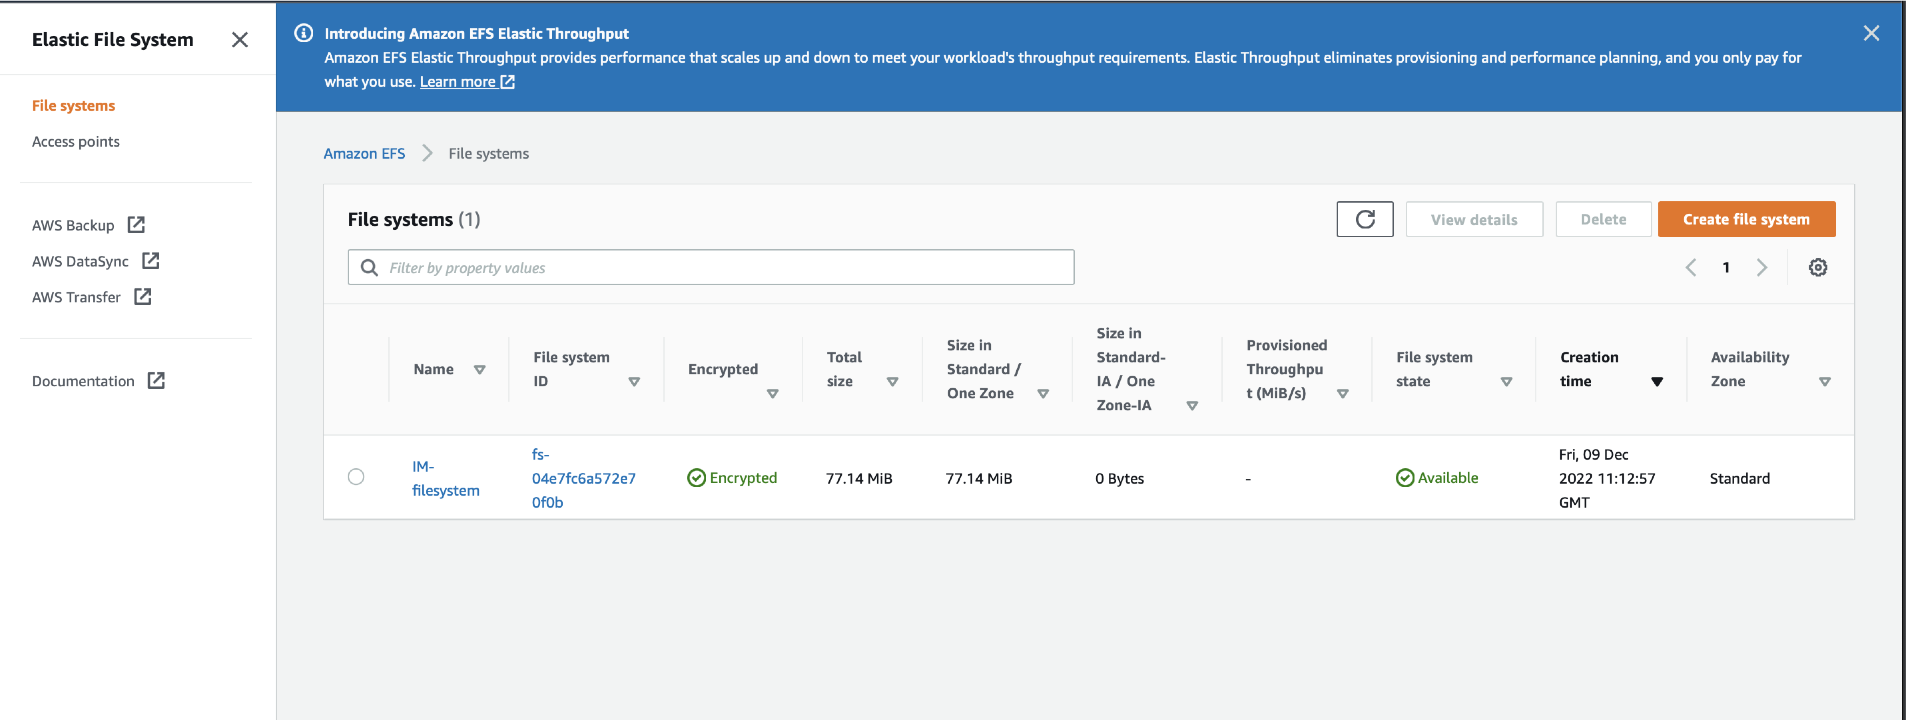 Elastic File System
File systems
Access points
AWS Backup
AWS DataSync
AWS Transfer
Documentation
Introducing Amazon EFS Elastic Throughput
Amazon EFS Elastic Throughput provides performance that scales up and down to meet your workload's throughput requirements. Elastic Throughput eliminates provisioning and performance planning, and you only pay for
what you use. Learn more
Amazon EFS File systems
File systems (1)
View details
Delete
Create file system
Filter by property values
1
Name
File system
ID
Encrypted
Total
size
Size in
Standard /
One Zone
Size in
Standard-
IA / One
Zone-IA
Provisioned
Throughpu
t (MiB/s)
File system
state
Creation
time
Availability
Zone
IM-
filesystem
fs-
04e7fc6a572e7
0f0b
Encrypted
77.14 MiB
77.14 MiB
0 Bytes
-
Available
Fri, 09 Dec
2022 11:12:57
GMT
Standard